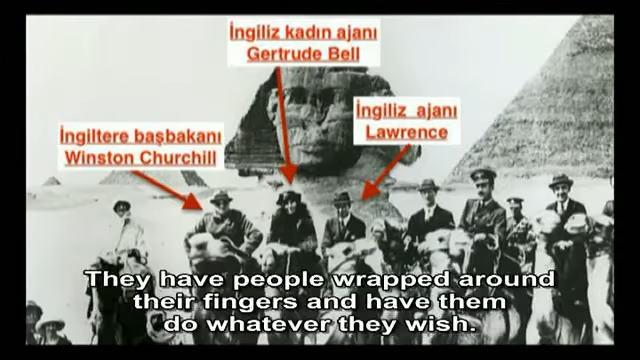 İngiliz kadın ajanı
Gertrude Bell
İngiliz ajanı
Lawrence
İngiltere başbakanı
Winston Churchill
They have people wrapped around
their fingers and have them
do whatever they wish.